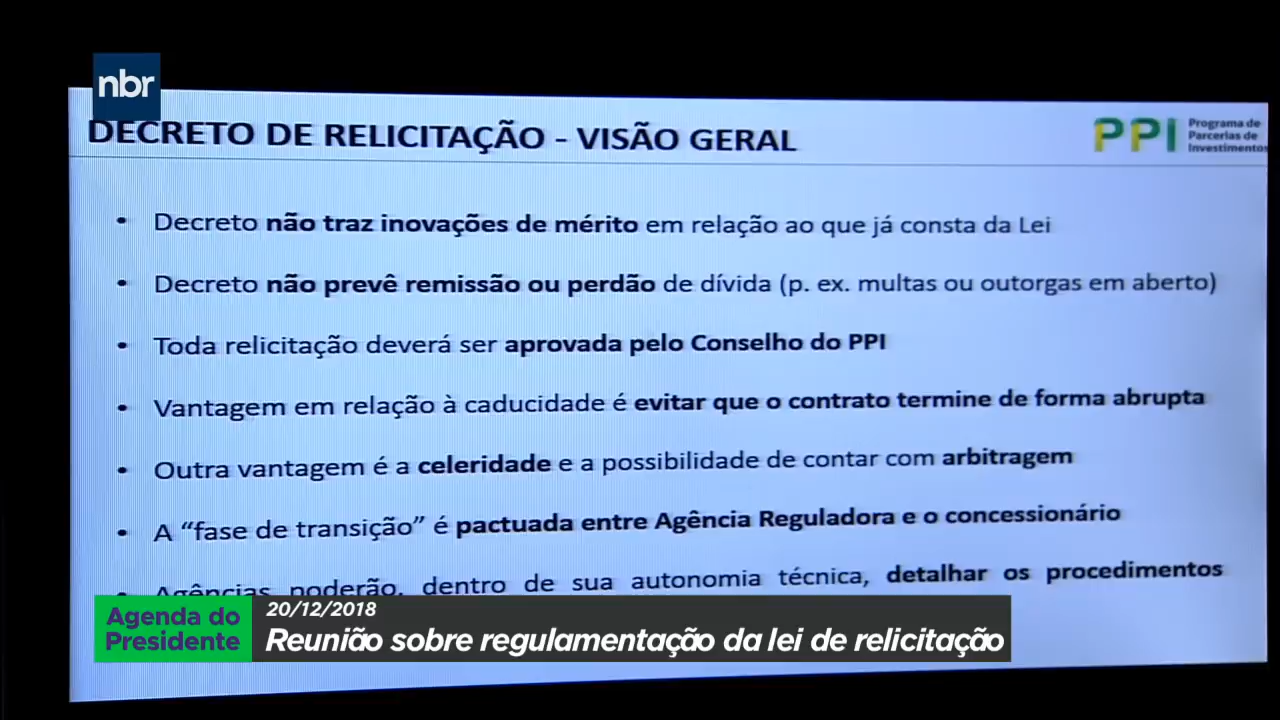 nbr
DECRETO DE RELICITAÇÃO - VISÃO GERAL
PPI
Programa de
Parcerias de
Investimentos
• Decreto não traz inovações de mérito em relação ao que já consta da Lei
• Decreto não prevê remissão ou perdão de dívida (p. ex. multas ou outorgas em aberto)
• Toda relicitação deverá ser aprovada pelo Conselho do PPI
• Vantagem em relação à caducidade é evitar que o contrato termine de forma abrupta
• Outra vantagem é a celeridade e a possibilidade de contar com arbitragem
• A “fase de transição” é pactuada entre Agência Reguladora e o concessionário
• Agências poderão, dentro de sua autonomia técnica, detalhar os procedimentos
Agenda do
Presidente
20/12/2018
Reunião sobre regulamentação da lei de relicitação